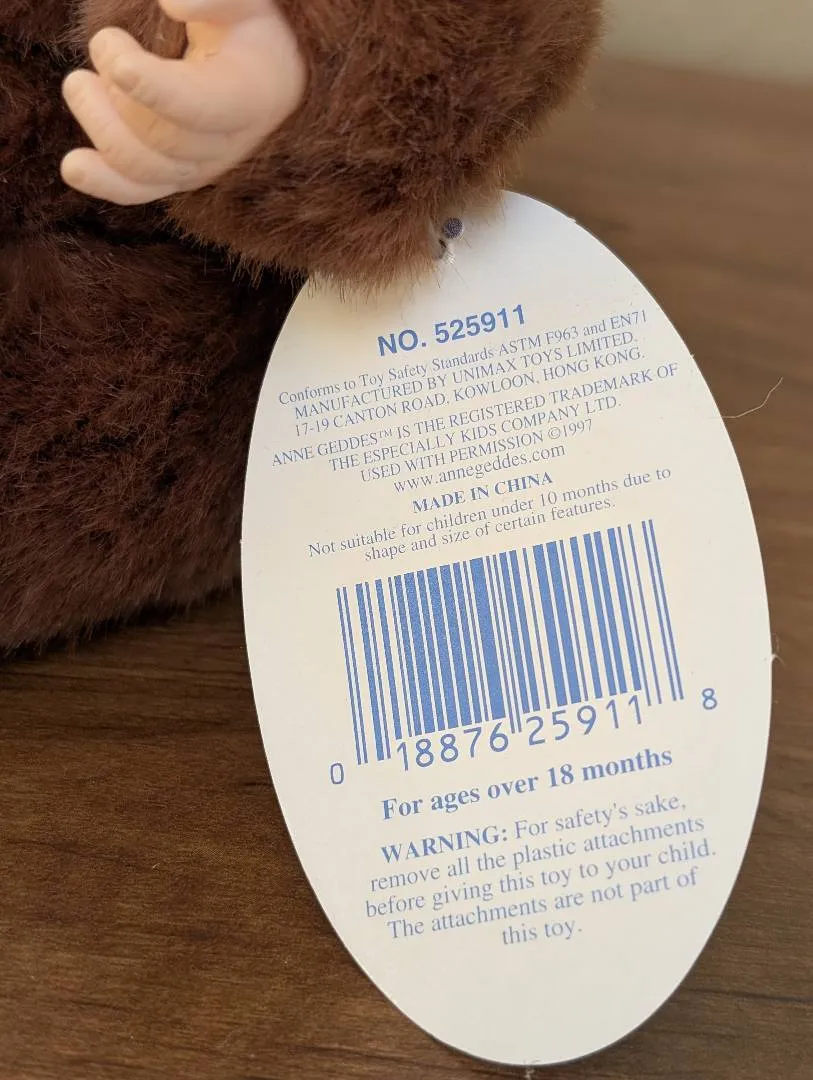 NO. 525911
Conforms to Toy Safety Standards ASTM F963 and EN71
MANUFACTURED BY UNIMAX TOYS LIMITED.
17-19 CANTON ROAD, KOWLOON, HONG KONG.
ANNE GEDDES™ IS THE REGISTERED TRADEMARK OF
THE ESPECIALLY KIDS COMPANY LTD.
USED WITH PERMISSION ©1997
www.annegeddes.com
MADE IN CHINA
Not suitable for children under 10 months due to
shape and size of certain features.
0 18876 25911 8
For ages over 18 months
WARNING: For safety's sake,
remove all the plastic attachments
before giving this toy to your child.
The attachments are not part of
this toy.